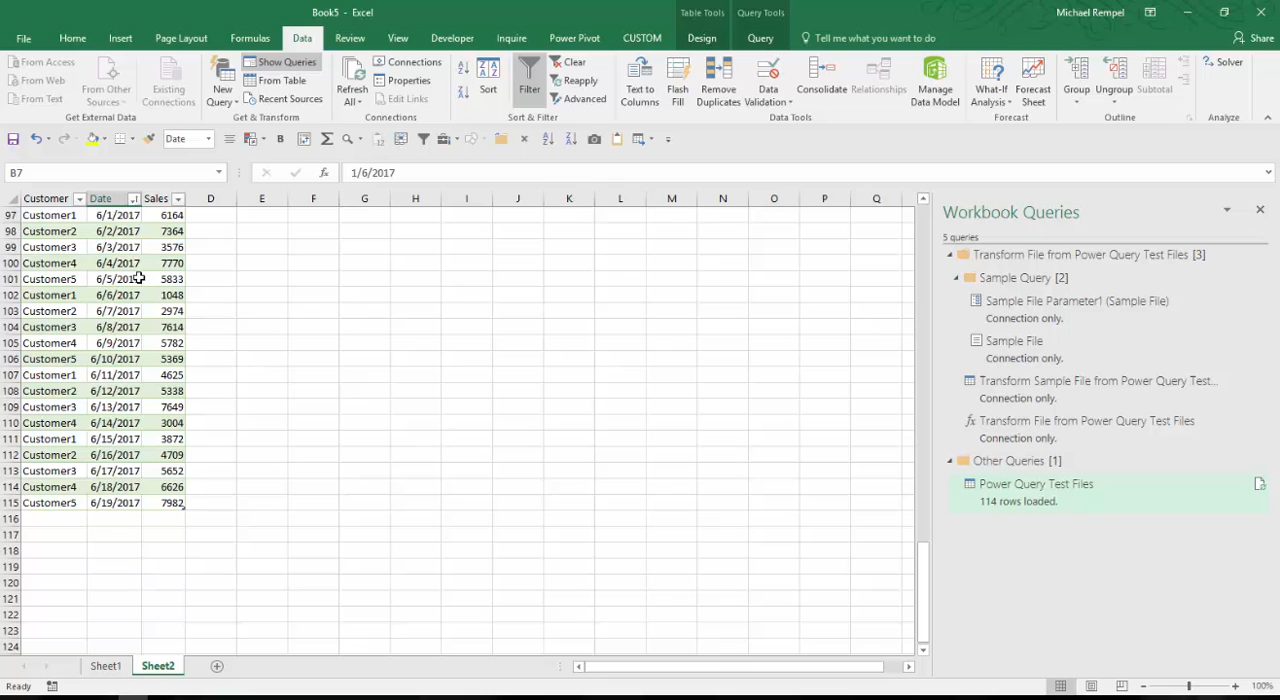 Book5 - Excel
Table Tools
Query Tools
Michael Rempel
File
Home
Insert
Page Layout
Formulas
Data
Review
View
Developer
Inquire
Power Pivot
CUSTOM
Design
Query
Tell me what you want to do
Share
From Access
From Web
From Text
From Other Sources
Existing Connections
Get External Data
New Query
Show Queries
From Table
Recent Sources
Get & Transform
Refresh All
Connections
Properties
Edit Links
Connections
Sort
Filter
Clear
Reapply
Advanced
Sort & Filter
Text to Columns
Flash Fill
Remove Duplicates
Data Validation
Consolidate
Relationships
Manage Data Model
Data Tools
What-If Analysis
Forecast Sheet
Forecast
Group
Ungroup
Subtotal
Outline
Solver
Analyze
Date
B7
fx
1/6/2017
Customer Date Sales D E F G H I J K L M N O P Q
97 Customer1 6/1/2017 6164
98 Customer2 6/2/2017 7364
99 Customer3 6/3/2017 3576
100 Customer4 6/4/2017 7770
101 Customer5 6/5/2017 5833
102 Customer1 6/6/2017 1048
103 Customer2 6/7/2017 2974
104 Customer3 6/8/2017 7614
105 Customer4 6/9/2017 5782
106 Customer5 6/10/2017 5369
107 Customer1 6/11/2017 4625
108 Customer2 6/12/2017 5338
109 Customer3 6/13/2017 7649
110 Customer4 6/14/2017 3004
111 Customer1 6/15/2017 3872
112 Customer2 6/16/2017 4709
113 Customer3 6/17/2017 5652
114 Customer4 6/18/2017 6626
115 Customer5 6/19/2017 7982
116
117
118
119
120
121
122
123
124
Workbook Queries
5 queries
Transform File from Power Query Test Files [3]
Sample Query [2]
Sample File Parameter1 (Sample File)
Connection only.
Sample File
Connection only.
Transform Sample File from Power Query Test...
Connection only.
fx Transform File from Power Query Test Files
Connection only.
Other Queries [1]
Power Query Test Files
114 rows loaded.
Sheet1
Sheet2
Ready
100%